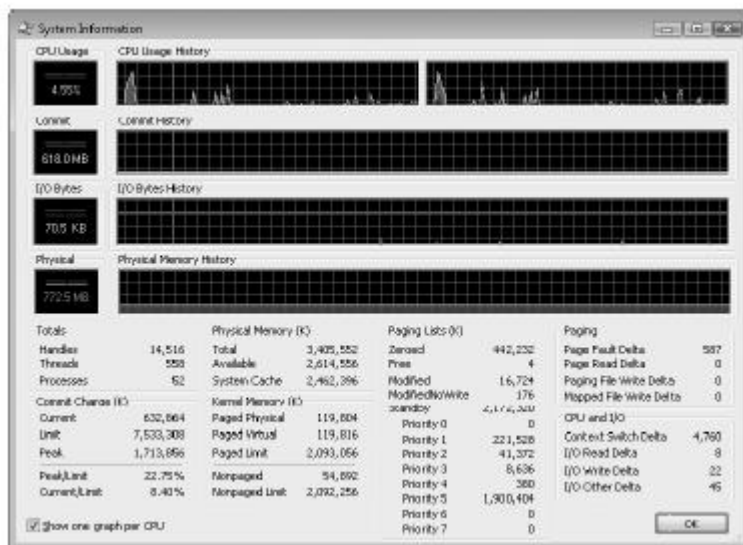 System Information
CPU Usage
CPU Usage History
4.55%
Commit
Commit History
618.0 MB
I/O Bytes
I/O Bytes History
70.5 KB
Physical
Physical Memory History
772.5 MB
Totals
Handles 14,516
Threads 558
Processes 52
Commit Charge (K)
Current 632,864
Limit 7,533,308
Peak 1,713,856
Peak/Limit 22.75%
Current/Limit 8.40%
Show one graph per CPU
Physical Memory (K)
Total 3,405,552
Available 2,614,556
System Cache 2,462,396
Kernel Memory (K)
Paged Physical 119,804
Paged Virtual 119,816
Paged Limit 2,093,056
Nonpaged 54,892
Nonpaged Limit 2,092,256
Paging Lists (K)
Zeroed 442,232
Free 4
Modified 16,724
ModifiedNoWrite 176
Standby 2,172,320
Priority 0 0
Priority 1 221,528
Priority 2 41,372
Priority 3 8,636
Priority 4 380
Priority 5 1,900,404
Priority 6 0
Priority 7 0
Paging
Page Fault Delta 587
Page Read Delta 0
Paging File Write Delta 0
Mapped File Write Delta 0
CPU and I/O
Context Switch Delta 4,760
I/O Read Delta 8
I/O Write Delta 22
I/O Other Delta 45
OK